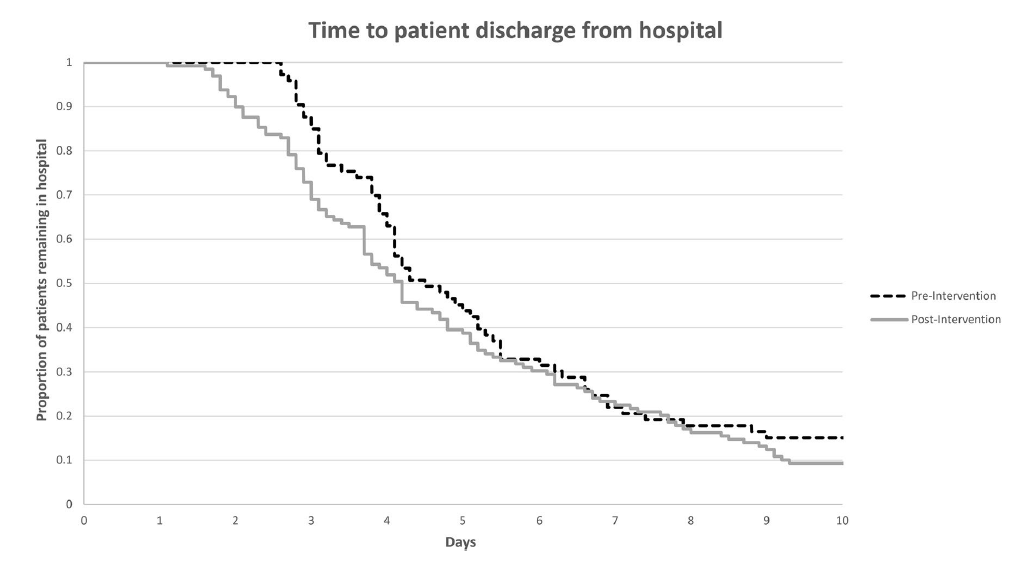 Time to patient discharge from hospital
Proportion of patients remaining in hospital
1
0.9
0.8
0.7
0.6
0.5
0.4
0.3
0.2
0.1
0
0 1 2 3 4 5 6 7 8 9 10
Days
Pre-Intervention
Post-Intervention